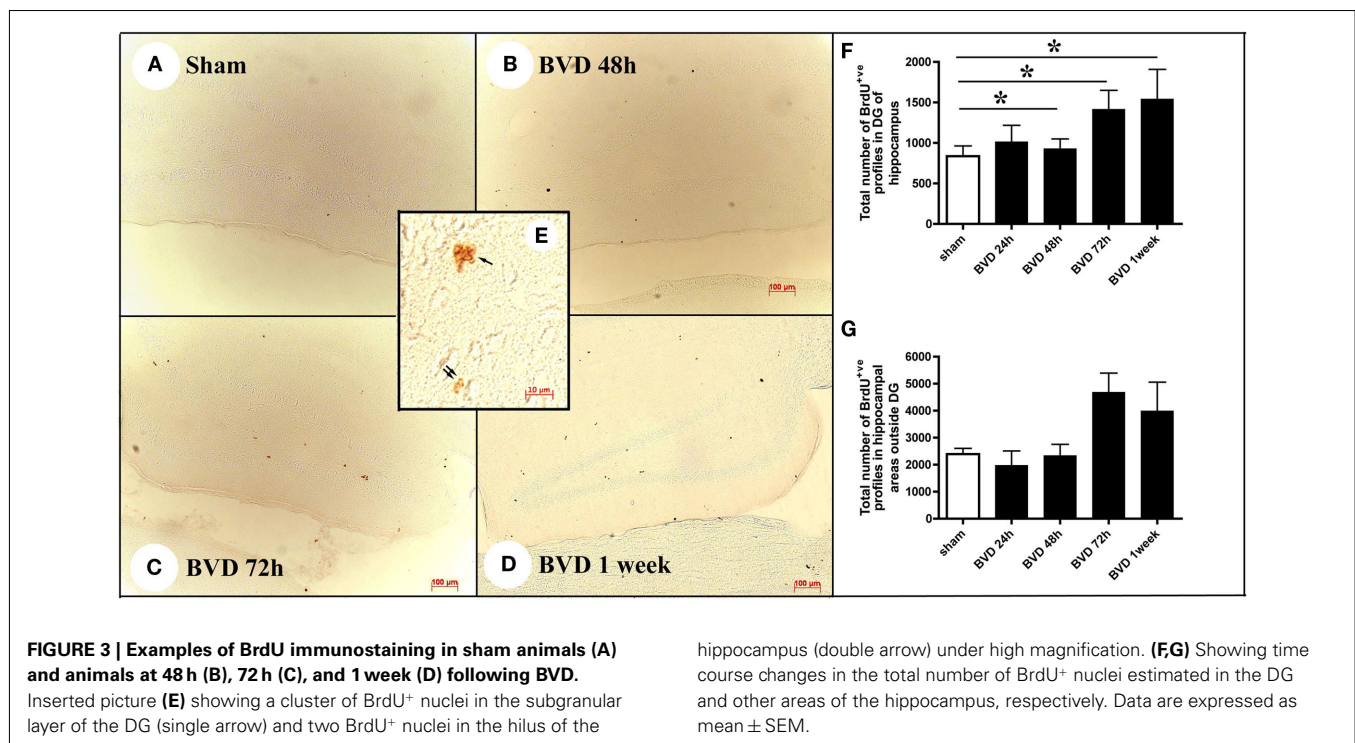 A Sham
B BVD 48h
100 µm
E
10 µm
C BVD 72h
100 µm
D BVD 1 week
100 µm
F
*
*
*
Total number of BrdU+ve
profiles in DG of
hippocampus
2000
1500
1000
500
0
sham
BVD 24h
BVD 48h
BVD 72h
BVD 1week
G
Total number of BrdU+ve
profiles in hippocampal
areas outside DG
6000
5000
4000
3000
2000
1000
0
sham
BVD 24h
BVD 48h
BVD 72h
BVD 1week
FIGURE 3 | Examples of BrdU immunostaining in sham animals (A)
and animals at 48 h (B), 72 h (C), and 1 week (D) following BVD.
Inserted picture (E) showing a cluster of BrdU+ nuclei in the subgranular
layer of the DG (single arrow) and two BrdU+ nuclei in the hilus of the
hippocampus (double arrow) under high magnification. (F,G) Showing time
course changes in the total number of BrdU+ nuclei estimated in the DG
and other areas of the hippocampus, respectively. Data are expressed as
mean ± SEM.